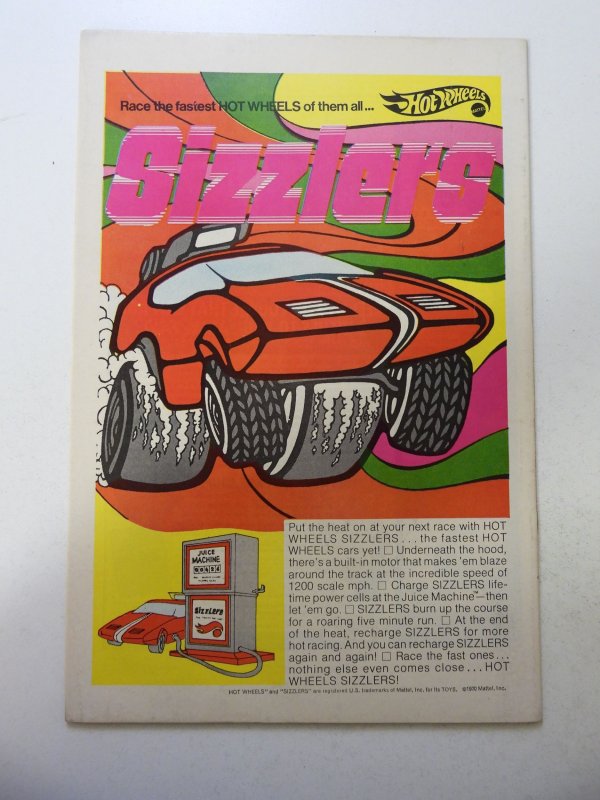 Race the fastest HOT WHEELS of them all...
Hot Wheels
MATTEL
Sizzlers
Put the heat on at your next race with HOT
WHEELS SIZZLERS...the fastest HOT
WHEELS cars yet! □ Underneath the hood,
there's a built-in motor that makes 'em blaze
around the track at the incredible speed of
1200 scale mph. □ Charge SIZZLERS life-
time power cells at the Juice Machine™—then
let 'em go. □ SIZZLERS burn up the course
for a roaring five minute run. □ At the end
of the heat, recharge SIZZLERS for more
hot racing. And you can recharge SIZZLERS
again and again! □ Race the fast ones...
nothing else even comes close...HOT
WHEELS SIZZLERS!
JUICE
MACHINE
Sizzlers
HOT WHEELS" and "SIZZLERS" are registered U.S. trademarks of Mattel, Inc. for its TOYS. ©1970 Mattel, Inc.